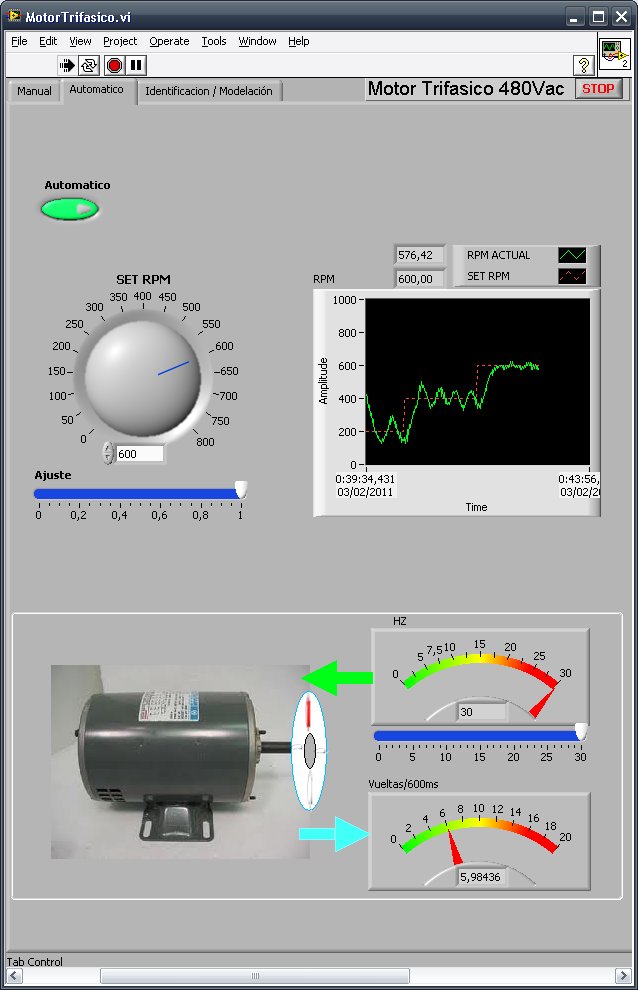 MotorTrifasico.vi
File Edit View Project Operate Tools Window Help
2
?
Manual Automatico Identificacion / Modelación
Motor Trifasico 480Vac STOP
Automatico
SET RPM
0 50 100 150 200 250 300 350 400 450 500 550 600 650 700 750 800
600
Ajuste
0 0,2 0,4 0,6 0,8 1
576,42 RPM ACTUAL
RPM 600,00 SET RPM
1000
800
600
400
200
0
Amplitude
0:39:34,431 0:43:56,
03/02/2011 03/02/20
Time
HZ
0 5 7,5 10 15 20 25 30
30
0 5 10 15 20 25 30
Vueltas/600ms
0 2 4 6 8 10 12 14 16 18 20
5,98436
Tab Control